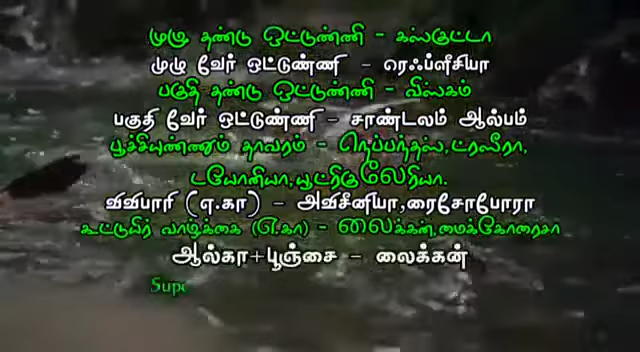 முழு தண்டு ஒட்டுண்ணி - கஸ்குட்டா
முழு வேர் ஒட்டுண்ணி - ரெஃப்ளீசியா
பகுதி தண்டு ஒட்டுண்ணி - விஸ்கம்
பகுதி வேர் ஒட்டுண்ணி - சாண்டலம் ஆல்பம்
பூச்சியுண்ணும் தாவரம் - நெப்பந்தஸ்,ட்ரஸீரா,
டயோனியா,யூட்ரிகுலேரியா.
விவிபாரி (எ.கா) - அவிசீனியா,ரைசோபோரா
கூட்டுயிர் வாழ்க்கை (எ.கா) - லைக்கன்,மைக்கோரைசா
ஆல்கா+பூஞ்சை - லைக்கன்
Supe